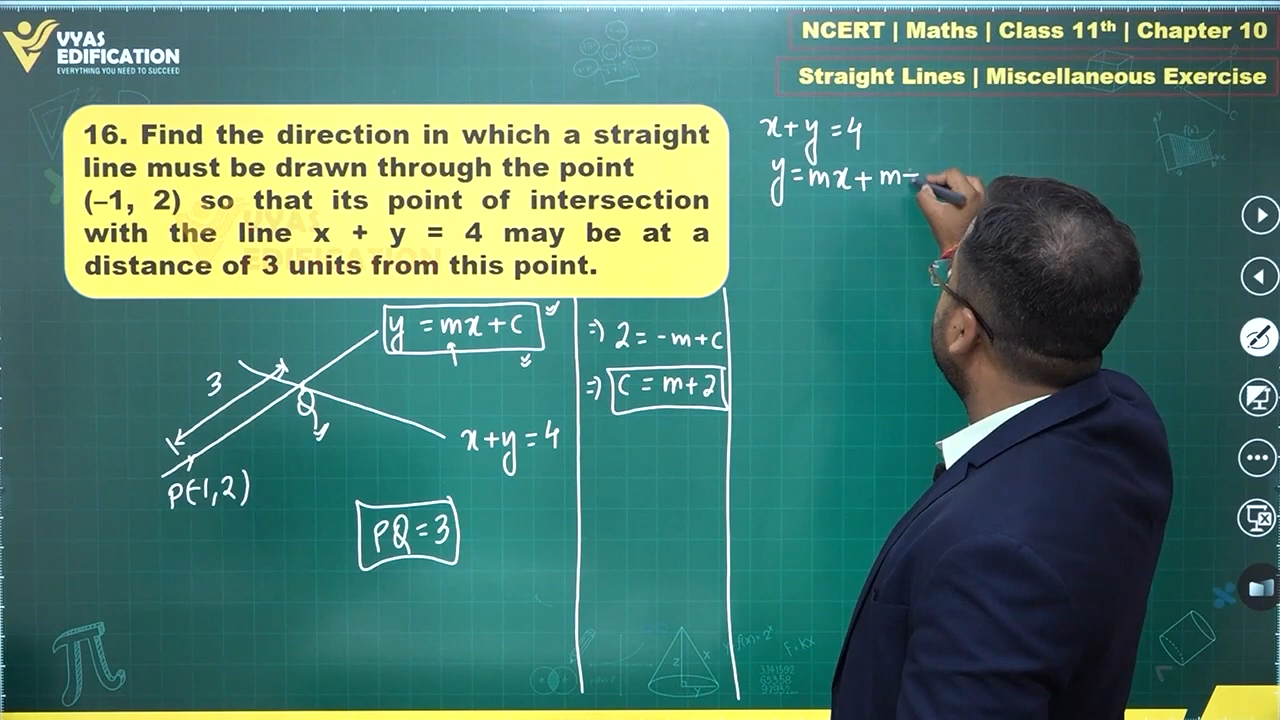 VYAS
EDIFICATION
EVERYTHING YOU NEED TO SUCCEED
NCERT | Maths | Class 11th | Chapter 10
Straight Lines | Miscellaneous Exercise
16. Find the direction in which a straight
line must be drawn through the point
(–1, 2) so that its point of intersection
with the line x + y = 4 may be at a
distance of 3 units from this point.
x+y=4
y=mx+m+
y=mx+c
3
Q
x+y=4
P(-1,2)
PQ=3
⇒ 2=-m+c
⇒ c=m+2